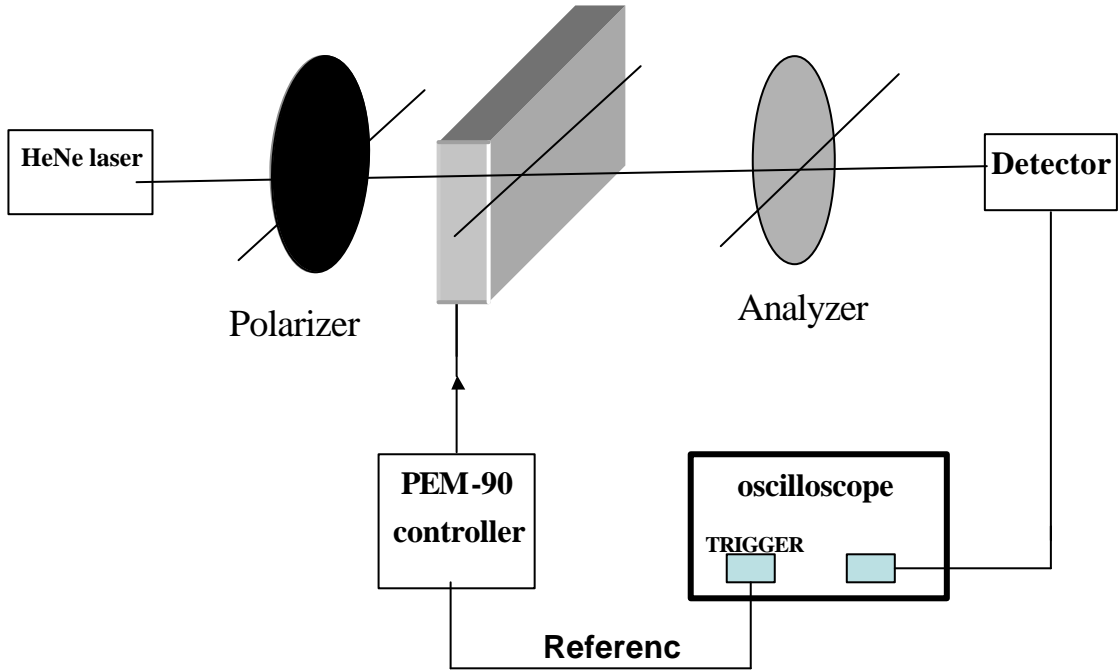 HeNe laser
Polarizer
Analyzer
Detector
PEM-90
controller
oscilloscope
TRIGGER
Referenc